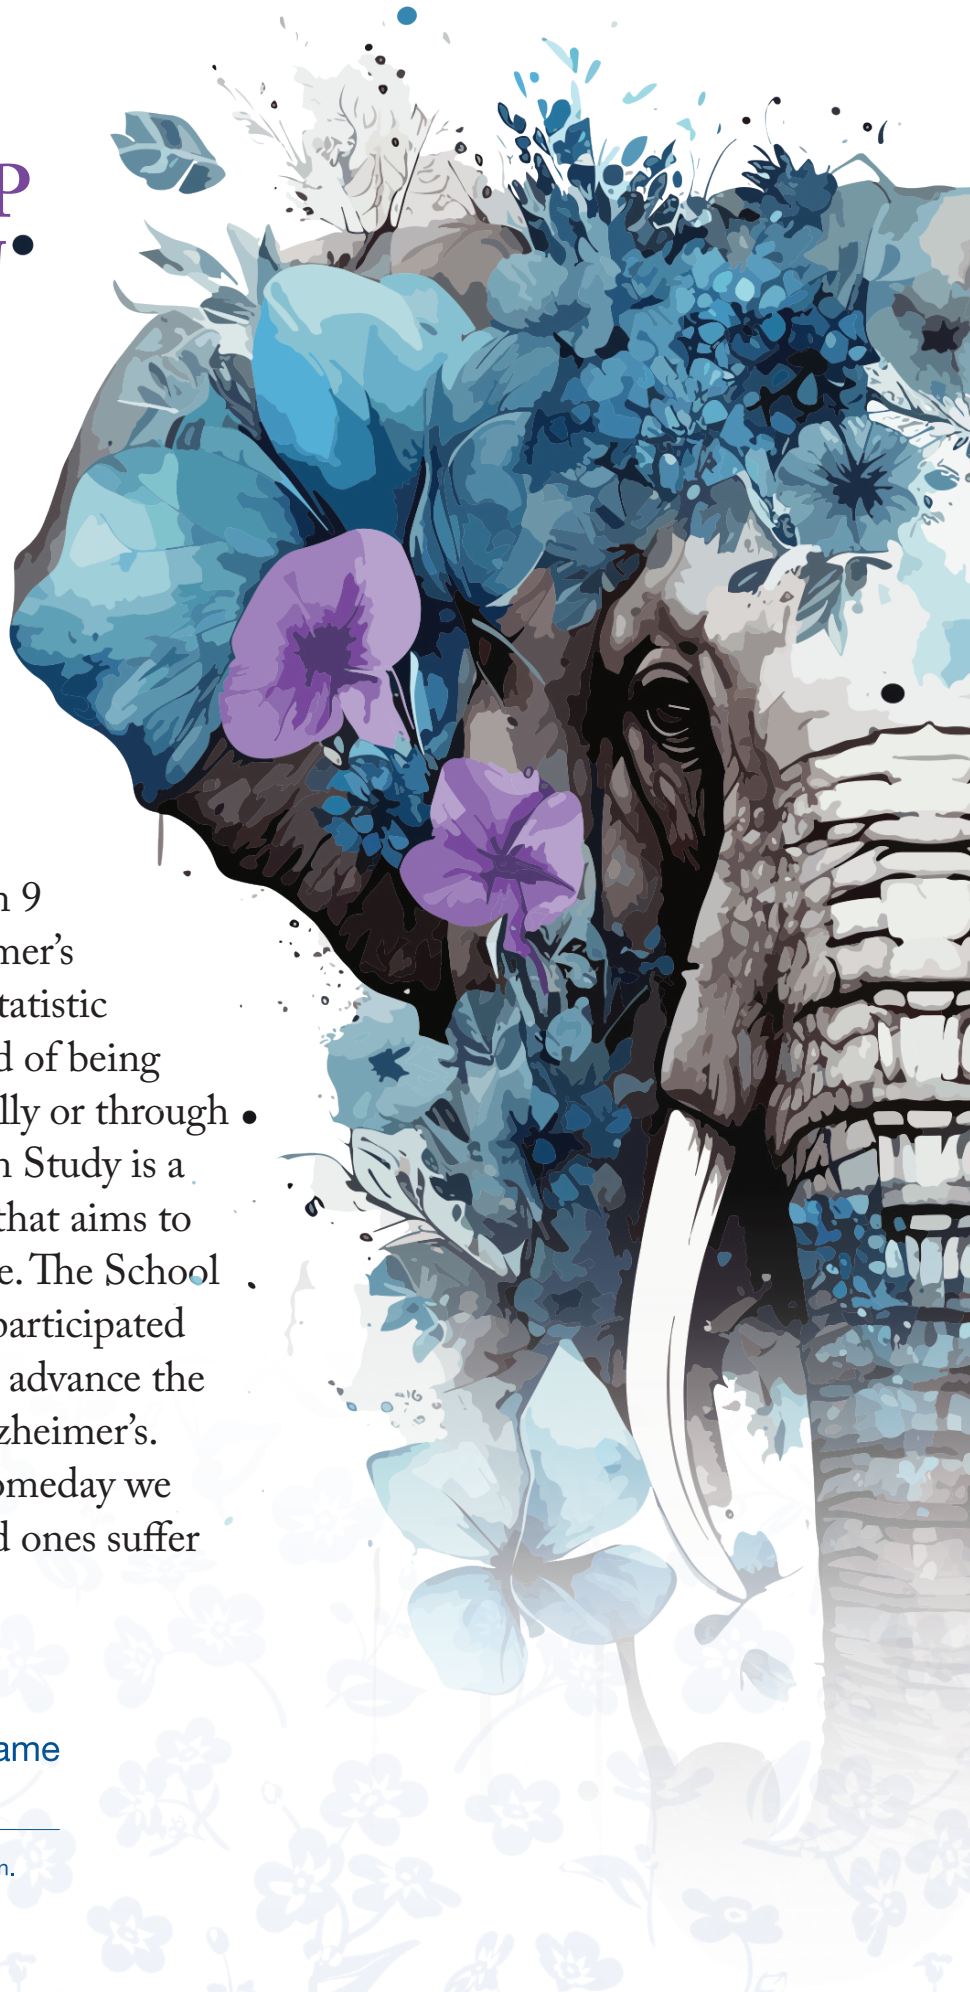 P
n 9
mer's
tatistic
d of being
lly or through
n Study is a
that aims to
e. The School
participated
advance the
zheimer's.
omeday we
d ones suffer
ame
n.